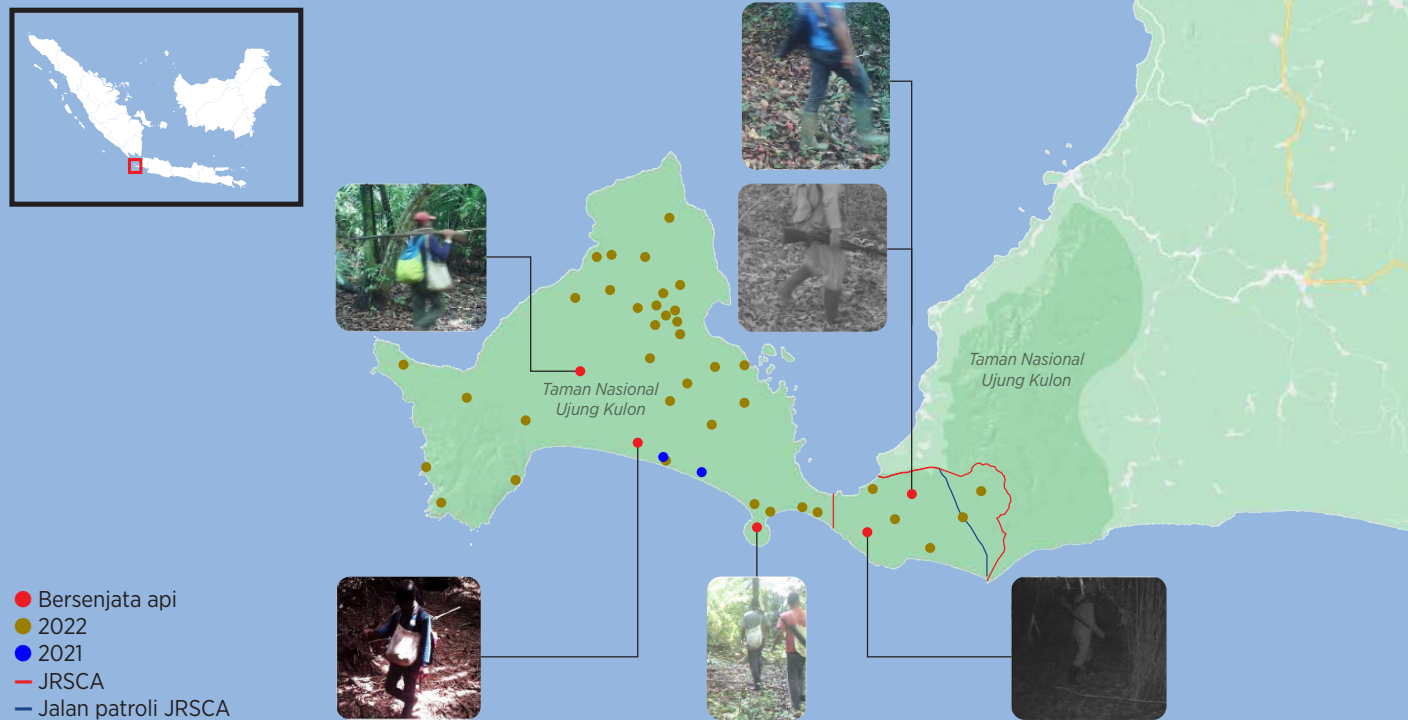 Taman Nasional
Ujung Kulon
Taman Nasional
Ujung Kulon
Bersenjata api
2022
2021
JRSCA
Jalan patroli JRSCA